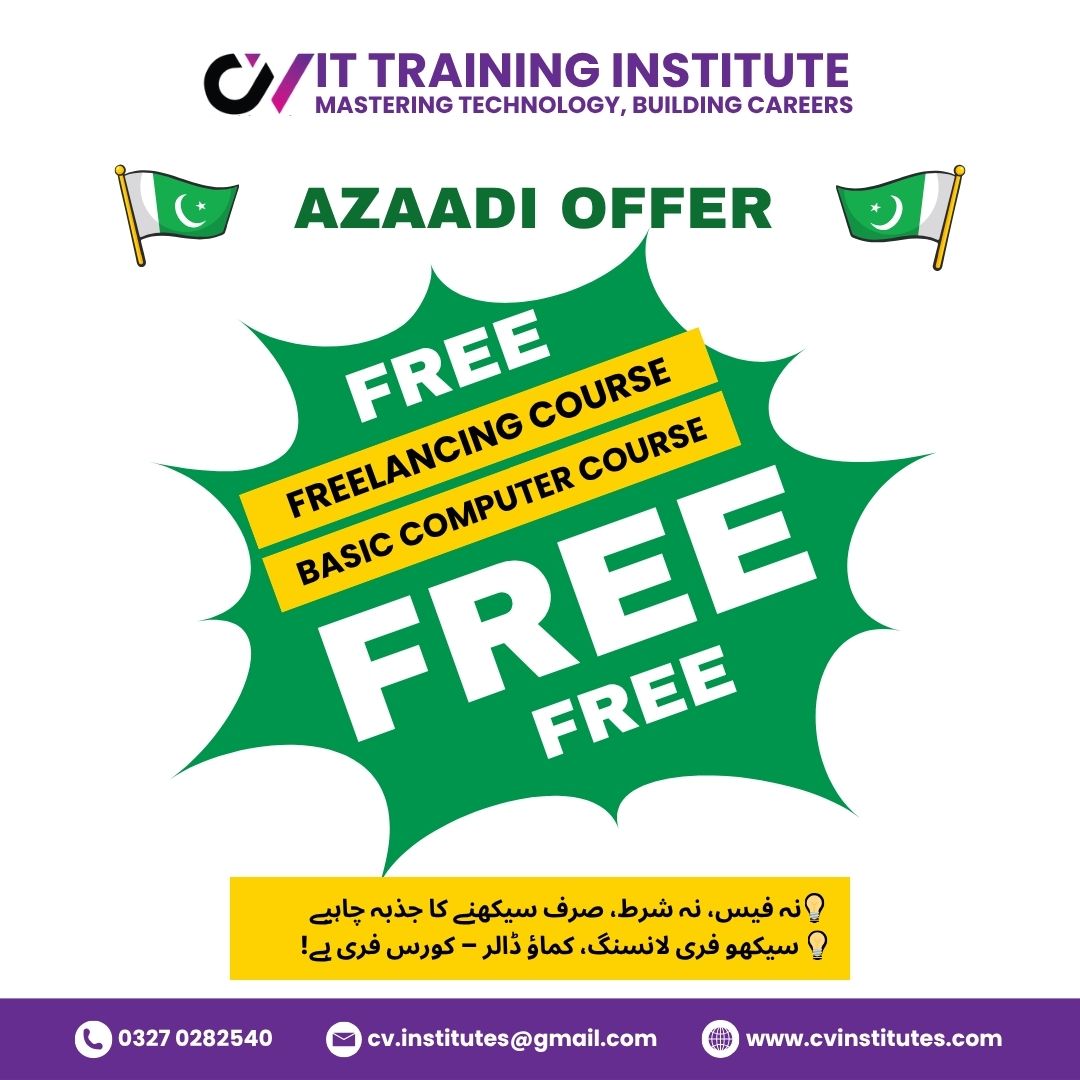 CV IT TRAINING INSTITUTE
MASTERING TECHNOLOGY, BUILDING CAREERS
AZAADI OFFER
FREE
FREELANCING COURSE
BASIC COMPUTER COURSE
FREE
FREE
نہ فیس، نہ شرط، صرف سیکھنے کا جذبہ چاہیے
سیکھو فری لانسنگ، کماؤ ڈالر – کورس فری ہے!
0327 0282540
cv.institutes@gmail.com
www.cvinstitutes.com